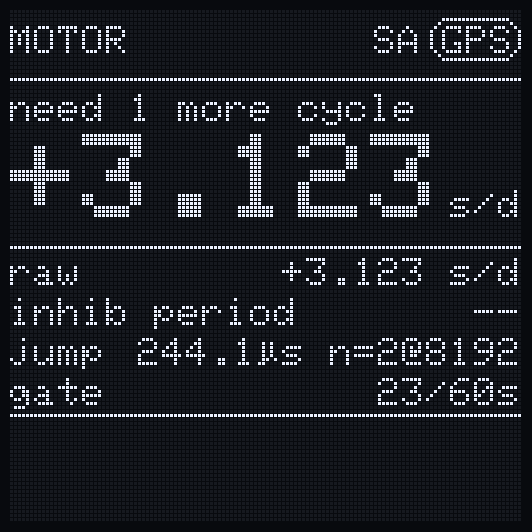 MOTOR SA GPS
need 1 more cycle
+3.123 s/d
raw +3.123 s/d
inhib period --
jump 244.1µs n=2@8192
gate 23/60s